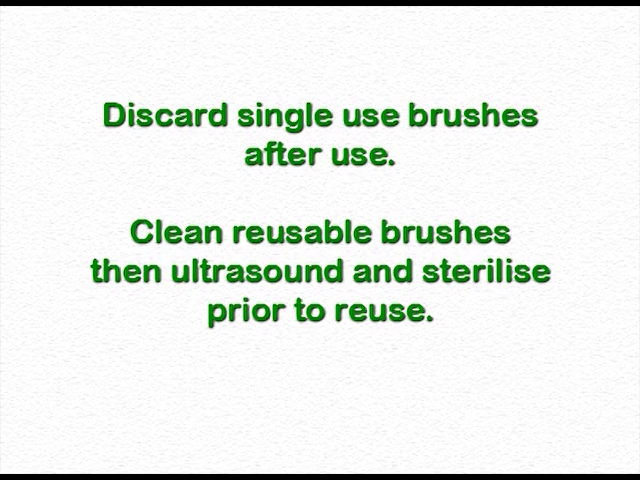 Discard single use brushes
after use.
Clean reusable brushes
then ultrasound and sterilise
prior to reuse.